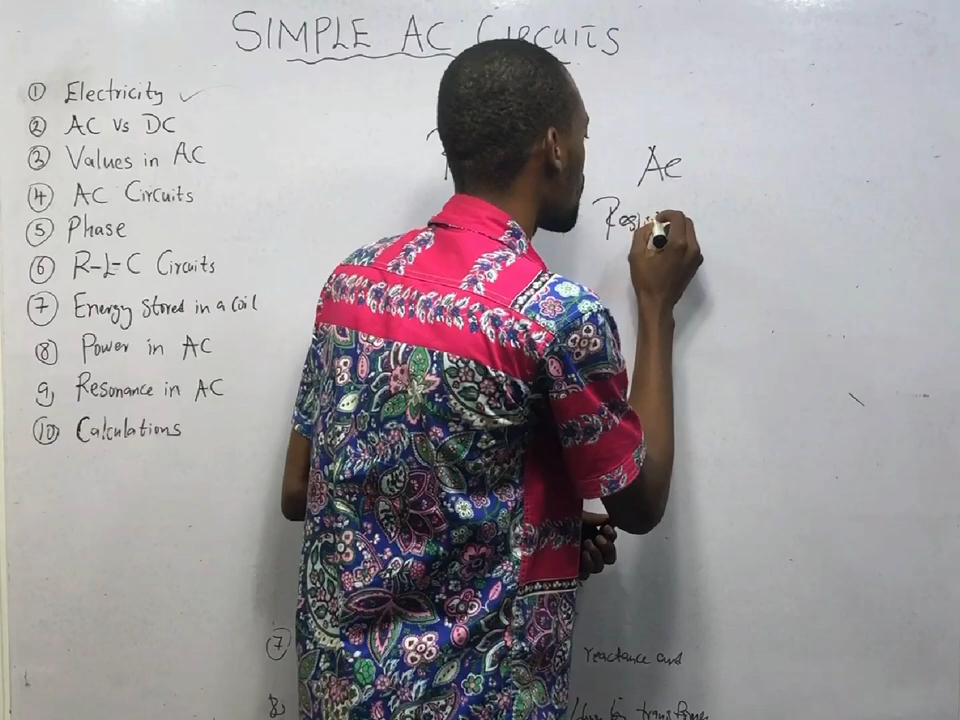 SIMPLE AC Circuits
① Electricity ✓
② AC Vs DC
③ Values in AC
④ AC Circuits
⑤ Phase
⑥ R-L-C Circuits
⑦ Energy Stored in a Coil
⑧ Power in AC
9, Resonance in AC
⑩ Calculations
Ac
Resi
⑦ reactance and
8, transformer